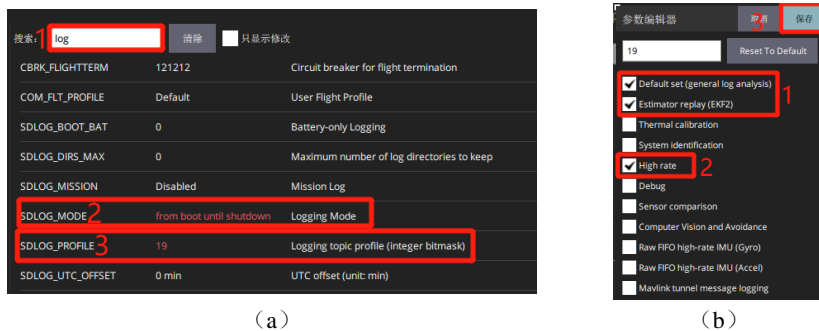 搜索： 1 log 清除 只显示修改
CBRK_FLIGHTTERM 121212 Circuit breaker for flight termination
COM_FLT_PROFILE Default User Flight Profile
SDLOG_BOOT_BAT 0 Battery-only Logging
SDLOG_DIRS_MAX 0 Maximum number of log directories to keep
SDLOG_MISSION Disabled Mission Log
SDLOG_MODE 2 from boot until shutdown Logging Mode
SDLOG_PROFILE 3 19 Logging topic profile (integer bitmask)
SDLOG_UTC_OFFSET 0 min UTC offset (unit: min)
（a）
参数编辑器 取消 3 保存
19 Reset To Default
Default set (general log analysis)
1
Estimator replay (EKF2)
Thermal calibration
System identification
High rate 2
Debug
Sensor comparison
Computer Vision and Avoidance
Raw FIFO high-rate IMU (Gyro)
Raw FIFO high-rate IMU (Accel)
Mavlink tunnel message logging
（b）